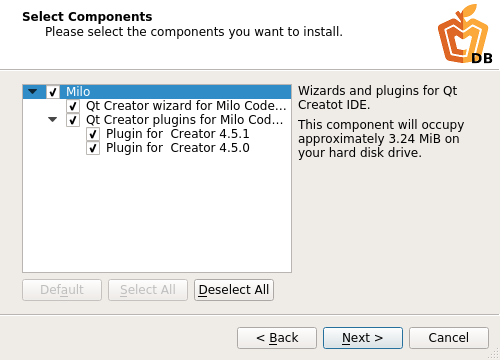 Select Components
Please select the components you want to install.
DB
Milo
Qt Creator wizard for Milo Code...
Qt Creator plugins for Milo Cod...
Plugin for  Creator 4.5.1
Plugin for  Creator 4.5.0
Wizards and plugins for Qt
Creatot IDE.
This component will occupy
approximately 3.24 MiB on
your hard disk drive.
Default
Select All
Deselect All
< Back
Next >
Cancel